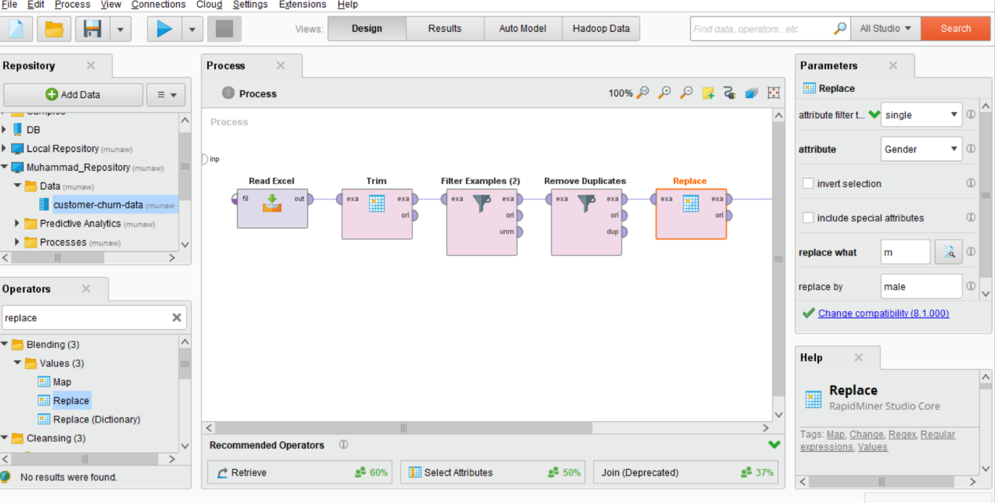 File Edit Process View Connections Cloud Settings Extensions Help
Views: Design Results Auto Model Hadoop Data
Find data, operators...etc All Studio Search
Repository
Add Data
Samples
DB
Local Repository (munaw)
Muhammad_Repository (munaw)
Data (munaw)
customer-churn-data (munaw -
Predictive Analytics (munaw)
Processes (munaw)
Operators
replace
Blending (3)
Values (3)
Map
Replace
Replace (Dictionary)
Cleansing (3)
No results were found.
Process
Process
100%
Process
inp
Read Excel
fil out
Trim
exa exa
ori
Filter Examples (2)
exa exa
ori
unm
Remove Duplicates
exa exa
ori
dup
Replace
exa exa
ori
Recommended Operators
Retrieve 60%
Select Attributes 50%
Join (Deprecated) 37%
Parameters
Replace
attribute filter t... single
attribute Gender
invert selection
include special attributes
replace what m
replace by male
Change compatibility (8.1.000)
Help
Replace
RapidMiner Studio Core
Tags: Map, Change, Regex, Regular
expressions, Values